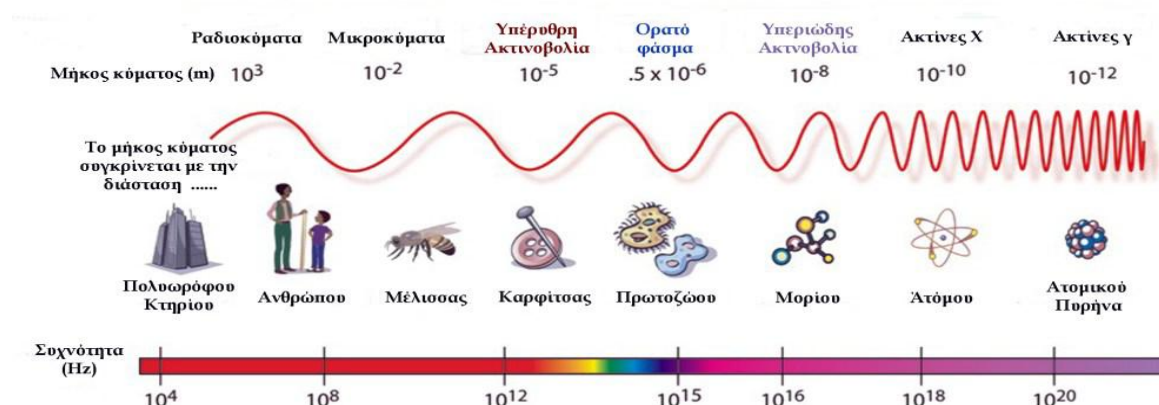 Ραδιοκύματα Μικροκύματα Υπέρυθρη Ακτινοβολία Ορατό φάσμα Υπεριώδης Ακτνοβολία Ακτίνες Χ Ακτίνες γ
Μήκος κύματος (m) 10³ 10⁻² 10⁻⁵ .5 x 10⁻⁶ 10⁻⁸ 10⁻¹⁰ 10⁻¹²
Το μήκος κύματος
συγκρίνεται με την
διάσταση ......
Πολυωρόφου Κτηρίου Ανθρώπου Μέλισσας Καρφίτσας Πρωτοζώου Μορίου Άτόμου Ατομικού Πυρήνα
Συχνότητα
(Hz)
10⁴ 10⁸ 10¹² 10¹⁵ 10¹⁶ 10¹⁸ 10²⁰